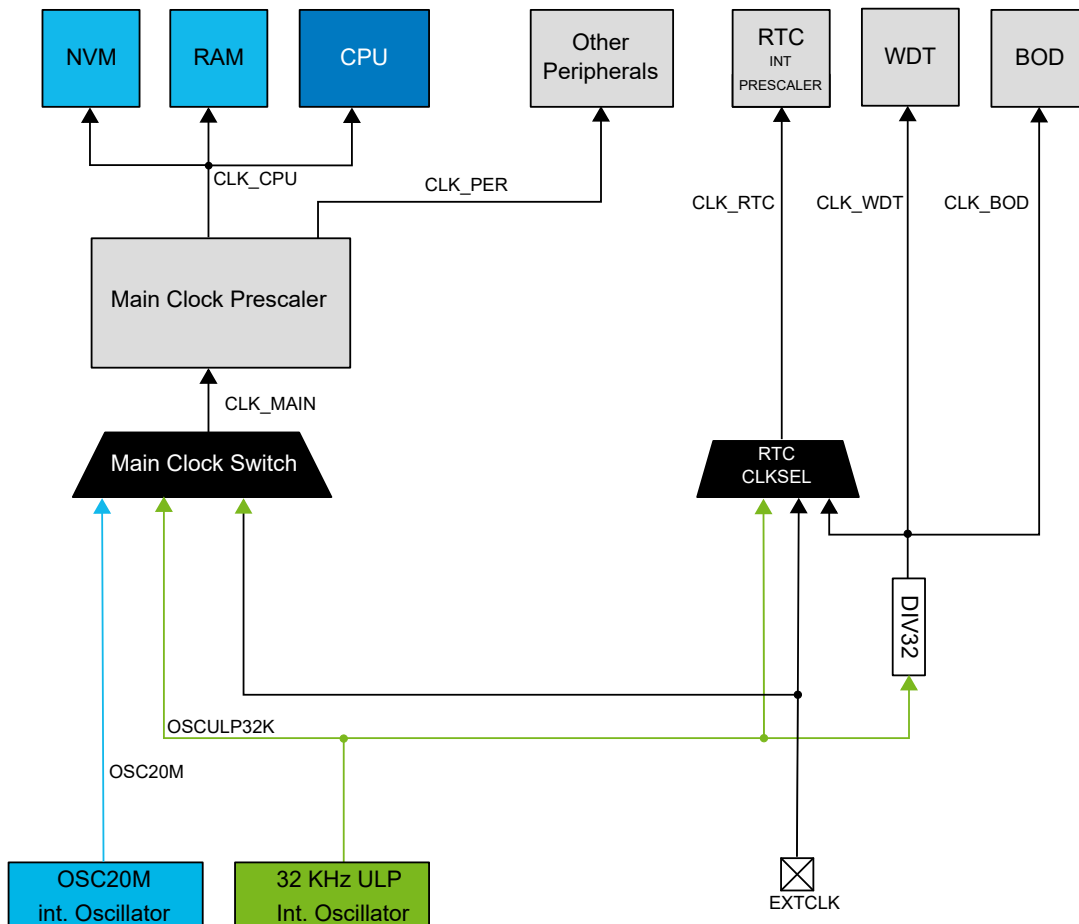 NVM
RAM
CPU
Other
Peripherals
RTC
INT
PRESCALER
WDT
BOD
CLK_CPU
CLK_PER
CLK_RTC
CLK_WDT
CLK_BOD
Main Clock Prescaler
CLK_MAIN
Main Clock Switch
RTC
CLKSEL
DIV32
OSCULP32K
OSC20M
OSC20M
int. Oscillator
32 KHz ULP
Int. Oscillator
EXTCLK